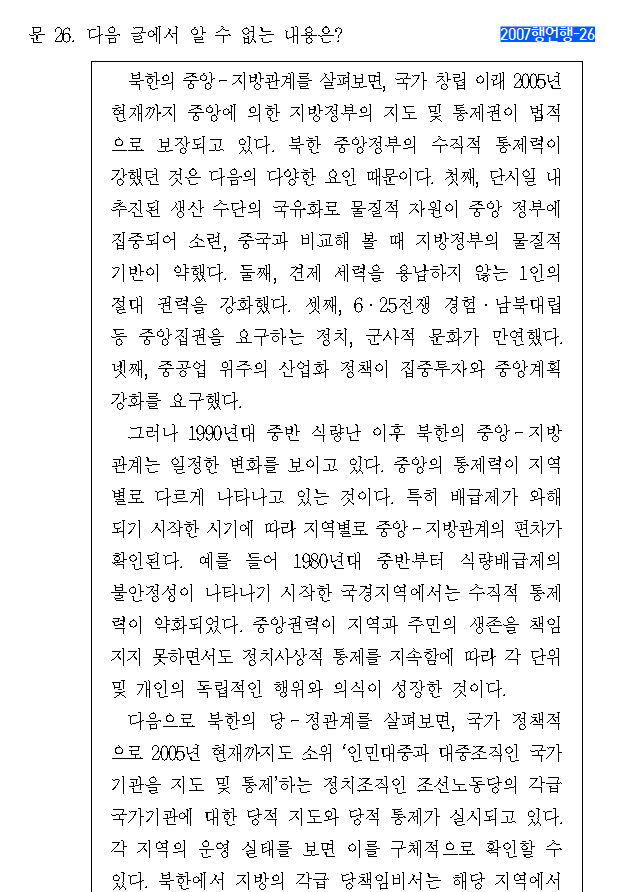 문 26. 다음 글에서 알 수 없는 내용은?
2007행언행-26
북한의 중앙-지방관계를 살펴보면, 국가 창립 이래 2005년
현재까지 중앙에 의한 지방정부의 지도 및 통제권이 법적
으로 보장되고 있다. 북한 중앙정부의 수직적 통제력이
강했던 것은 다음의 다양한 요인 때문이다. 첫째, 단시일 내
추진된 생산 수단의 국유화로 물질적 자원이 중앙 정부에
집중되어 소련, 중국과 비교해 볼 때 지방정부의 물질적
기반이 약했다. 둘째, 견제 세력을 용납하지 않는 1인의
절대 권력을 강화했다. 셋째, 6·25전쟁 경험·남북대립
등 중앙집권을 요구하는 정치, 군사적 문화가 만연했다.
넷째, 중공업 위주의 산업화 정책이 집중투자와 중앙계획
강화를 요구했다.
그러나 1990년대 중반 식량난 이후 북한의 중앙-지방
관계는 일정한 변화를 보이고 있다. 중앙의 통제력이 지역
별로 다르게 나타나고 있는 것이다. 특히 배급제가 와해
되기 시작한 시기에 따라 지역별로 중앙-지방관계의 편차가
확인된다. 예를 들어 1980년대 중반부터 식량배급제의
불안정성이 나타나기 시작한 국경지역에서는 수직적 통제
력이 약화되었다. 중앙권력이 지역과 주민의 생존을 책임
지지 못하면서도 정치사상적 통제를 지속함에 따라 각 단위
및 개인의 독립적인 행위와 의식이 성장한 것이다.
다음으로 북한의 당-정관계를 살펴보면, 국가 정책적
으로 2005년 현재까지도 소위 '인민대중과 대중조직인 국가
기관을 지도 및 통제'하는 정치조직인 조선노동당의 각급
국가기관에 대한 당적 지도와 당적 통제가 실시되고 있다.
각 지역의 운영 실태를 보면 이를 구체적으로 확인할 수
있다. 북한에서 지방의 각급 당책임비서는 해당 지역에서